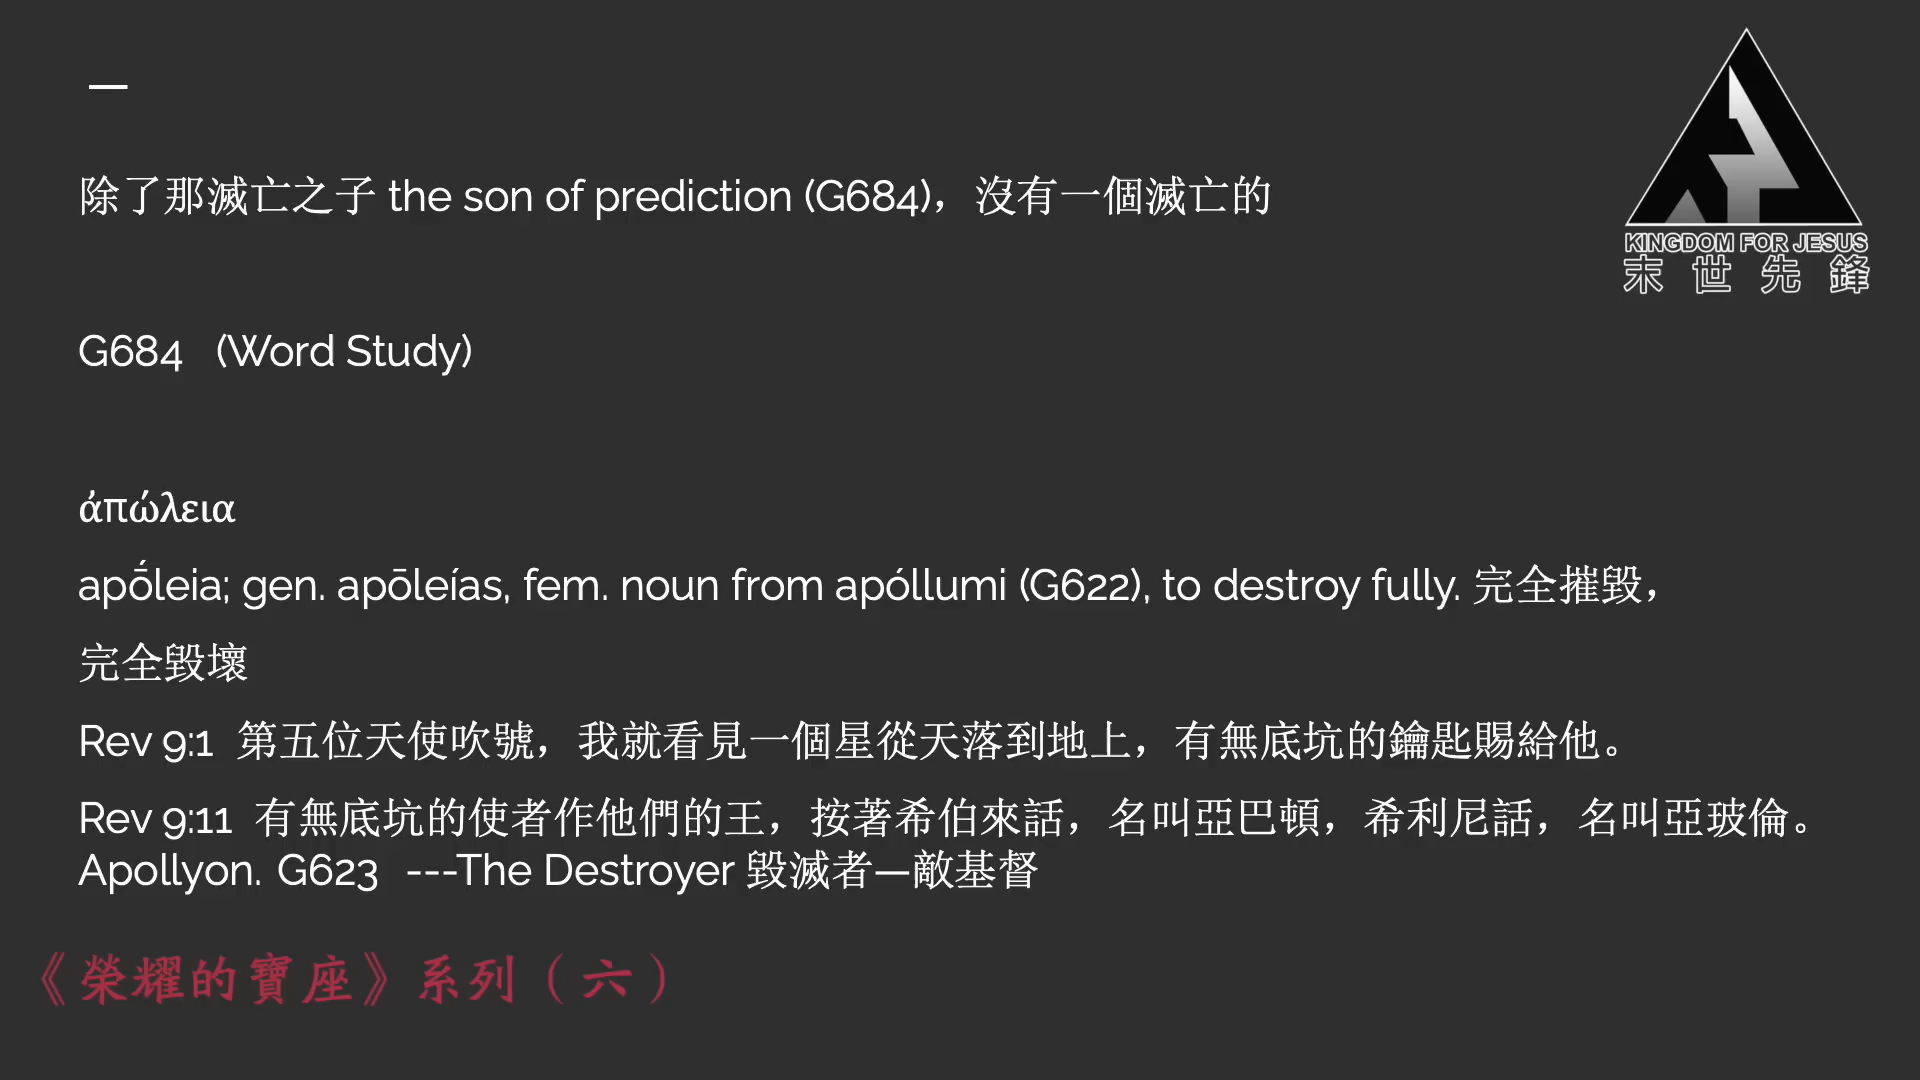 —
除了那滅亡之子 the son of prediction (G684)，沒有一個滅亡的
KINGDOM FOR JESUS
末世先鋒
G684 (Word Study)
ἀπώλεια
apṓleia; gen. apōleías, fem. noun from apóllumi (G622), to destroy fully. 完全摧毀，
完全毀壞
Rev 9:1 第五位天使吹號，我就看見一個星從天落到地上，有無底坑的鑰匙賜給他。
Rev 9:11 有無底坑的使者作他們的王，按著希伯來話，名叫亞巴頓，希利尼話，名叫亞玻倫。
Apollyon. G623 ---The Destroyer 毀滅者—敵基督
《榮耀的寶座》系列（六）